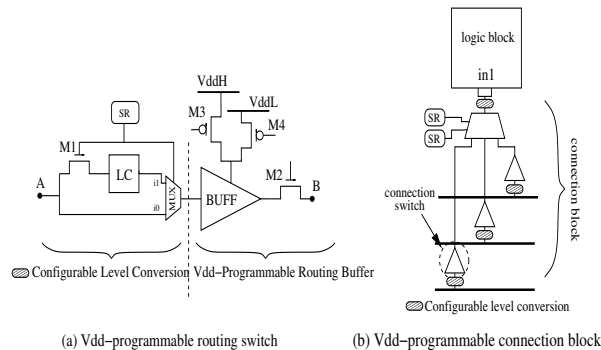 VddH
VddL
M3
M4
SR
M1
LC
i1
i0
MUX
A
BUFF
M2
B
Configurable Level Conversion
Vdd-Programmable Routing Buffer
(a) Vdd-programmable routing switch
logic block
in1
SR
SR
connection
switch
connection block
Configurable level conversion
(b) Vdd-programmable connection block